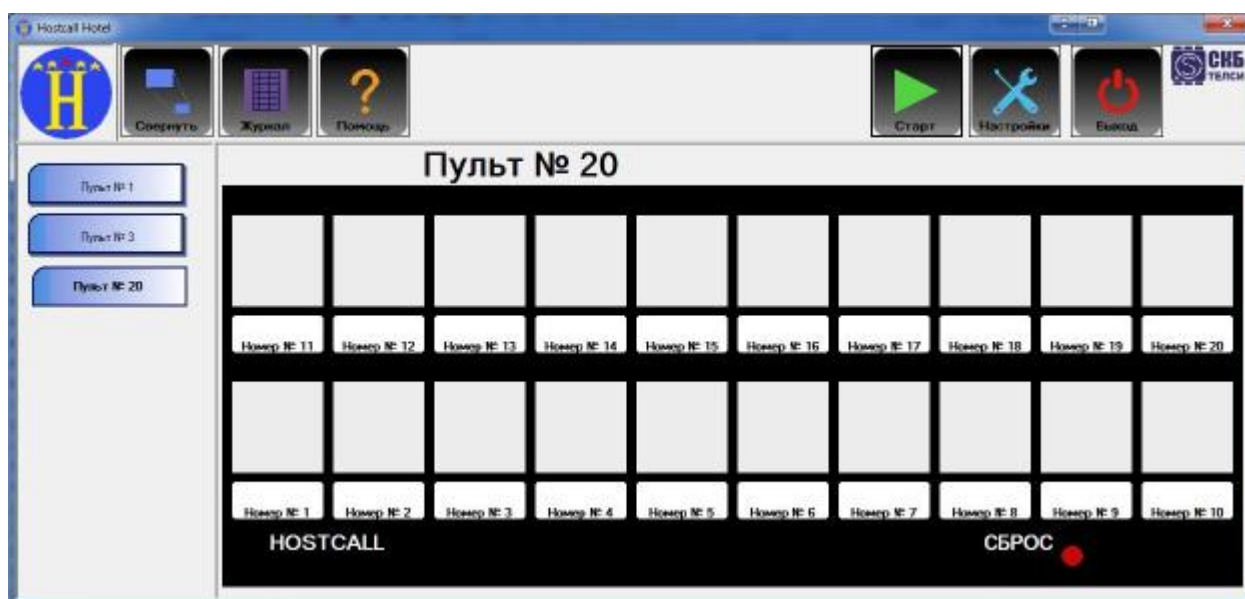 Hostcall Hotel
H
Свернуть
Журнал
Помощь
Старт
Настройки
Выход
СКБ
ТЕЛСИ
Пульт № 1
Пульт № 3
Пульт № 20
Пульт № 20
Номер № 11 Номер № 12 Номер № 13 Номер № 14 Номер № 15 Номер № 16 Номер № 17 Номер № 18 Номер № 19 Номер № 20
Номер № 1 Номер № 2 Номер № 3 Номер № 4 Номер № 5 Номер № 6 Номер № 7 Номер № 8 Номер № 9 Номер № 10
HOSTCALL СБРОС